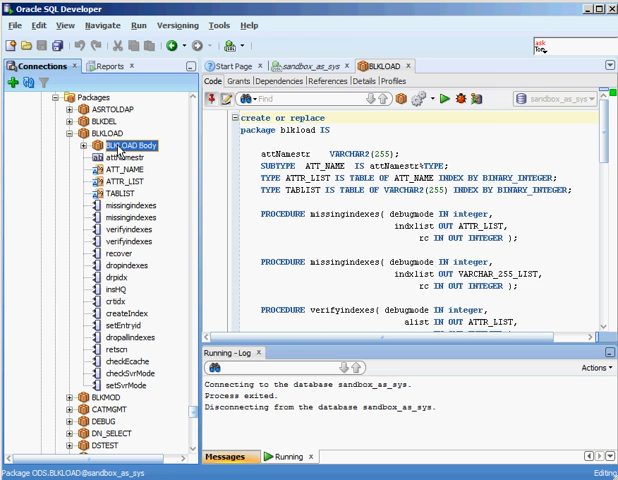 Oracle SQL Developer
File Edit View Navigate Run Versioning Tools Help
ask
Tom
Connections Reports
Start Page sandbox_as_sys BLKLOAD
Code Grants Dependencies References Details Profiles
Find sandbox_as_sys
Packages
ASRTOLDAP
BLKDEL
BLKLOAD
BLKLOAD Body
attNamestr
ATT_NAME
ATTR_LIST
TABLIST
missingindexes
missingindexes
verifyindexes
verifyindexes
recover
dropindexes
drpidx
insHQ
crtidx
createIndex
setEntryid
dropallindexes
retscn
checkEcache
checkSvrMode
setSvrMode
BLKMOD
CATMGMT
DEBUG
DN_SELECT
DSTEST
create or replace
package blkload IS
attNamestr VARCHAR2(255);
SUBTYPE ATT_NAME IS attNamestr%TYPE;
TYPE ATTR_LIST IS TABLE OF ATT_NAME INDEX BY BINARY_INTEGER;
TYPE TABLIST IS TABLE OF VARCHAR2(255) INDEX BY BINARY_INTEGER;
PROCEDURE missingindexes( debugmode IN integer,
indxlist OUT ATTR_LIST,
rc IN OUT INTEGER );
PROCEDURE missingindexes( debugmode IN integer,
indxlist OUT VARCHAR_255_LIST,
rc IN OUT INTEGER );
PROCEDURE verifyindexes( debugmode IN integer,
alist IN OUT ATTR_LIST,
Running - Log
Actions
Connecting to the database sandbox_as_sys.
Process exited.
Disconnecting from the database sandbox_as_sys.
Messages Running
Package ODS.BLKLOAD@sandbox_as_sys Editing